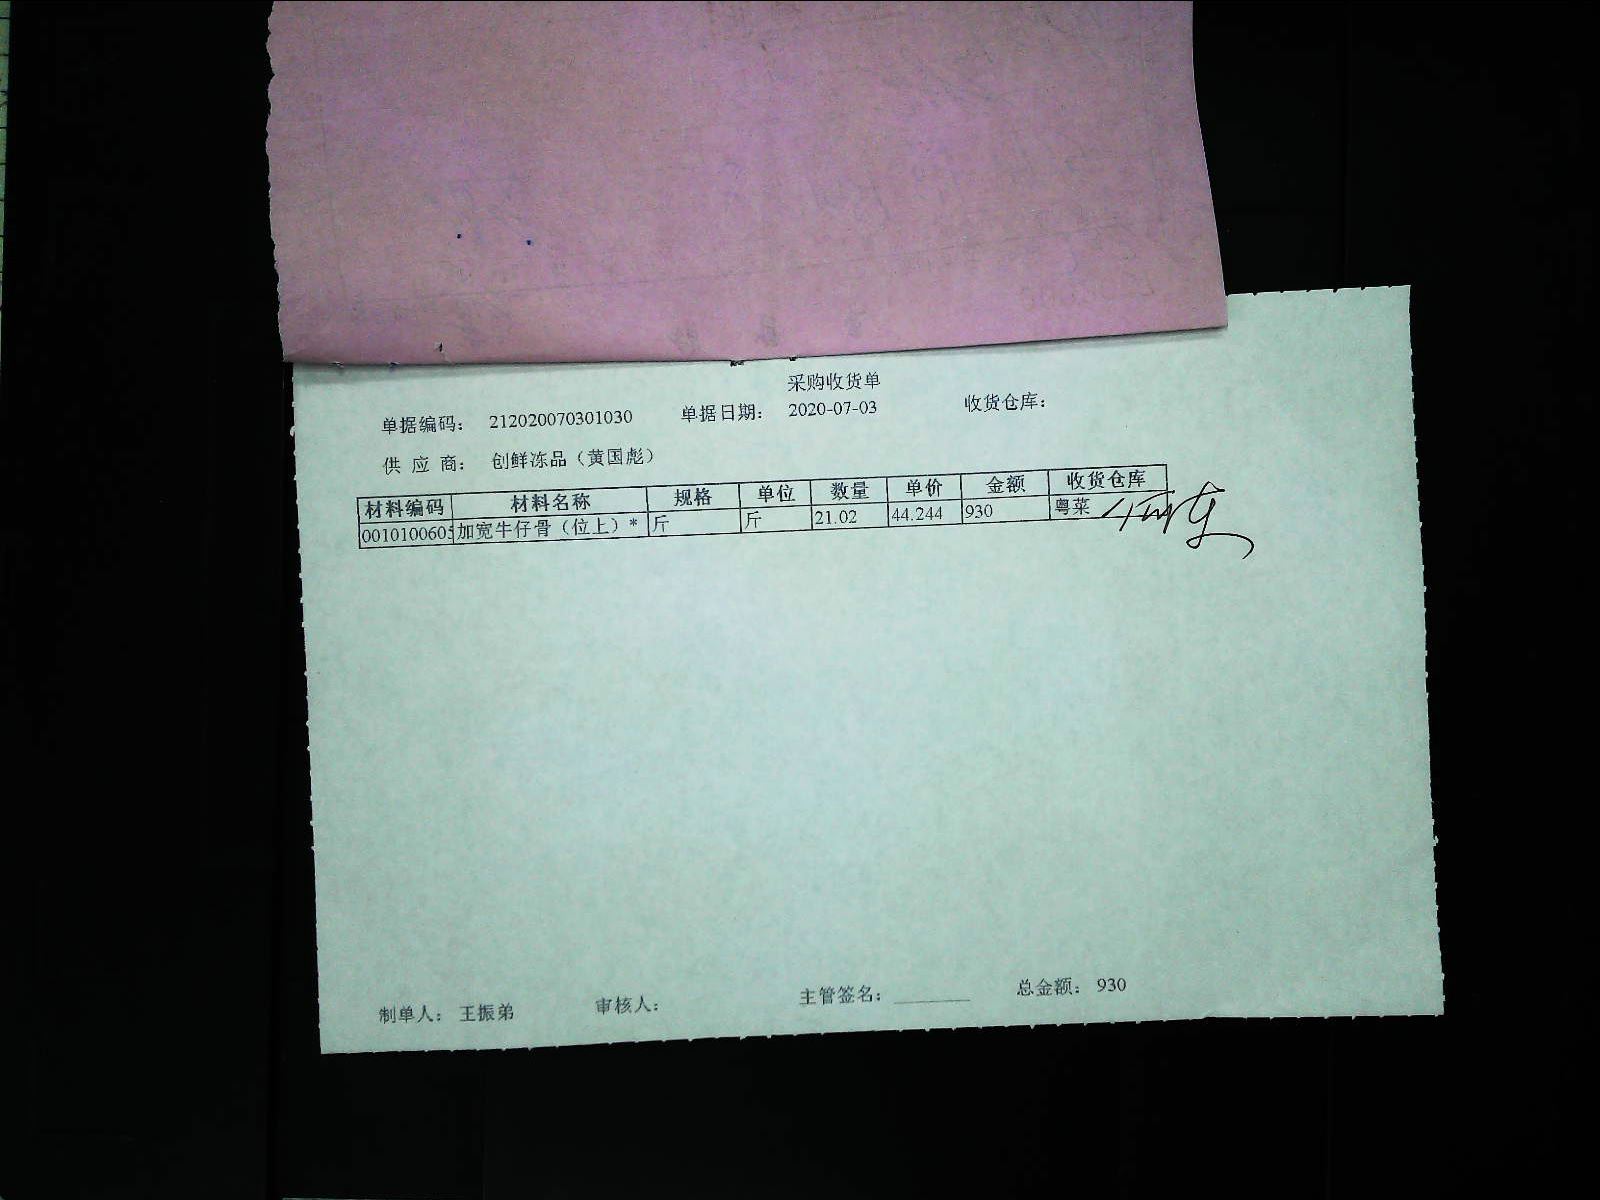 采购收货单
单据编码： 212020070301030 单据日期： 2020-07-03 收货仓库：
供 应 商： 创鲜冻品（黄国彪）
材料编码 材料名称 规格 单位 数量 单价 金额 收货仓库
0010100605 加宽牛仔骨（位上）* 斤 斤 21.02 44.244 930 粤菜
制单人： 王振弟 审核人： 主管签名： ________ 总金额： 930